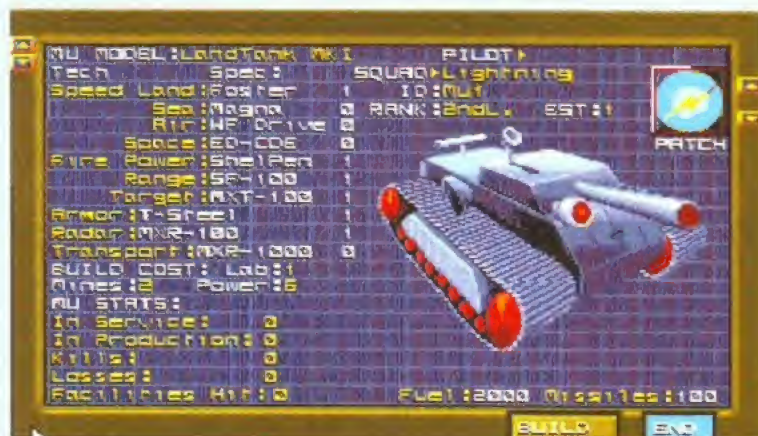 MU MODEL:LandTank Mk1 PILOT
Tech Spec: SQUAD Lightning
Speed Land:Foster 1 ID:Mu1
Sea:Magna 0 RANK:2ndL. EST:1
Air:WF-Drive 0
Space:ED-CDE 0 PATCH
Fire Power:ShelPen 1
Range:SF-100 1
Target:MXT-100 1
Armor:T-Steel 1
Radar:MXR-100 1
Transport:MXR-1000 0
BUILD COST: Lab:1
Mines:2 Power:6
MU STATS:
In Service: 0
In Production: 0
Kills: 0
Losses: 0
Facilities Hit:0 Fuel:2000 Missiles:100
BUILD END